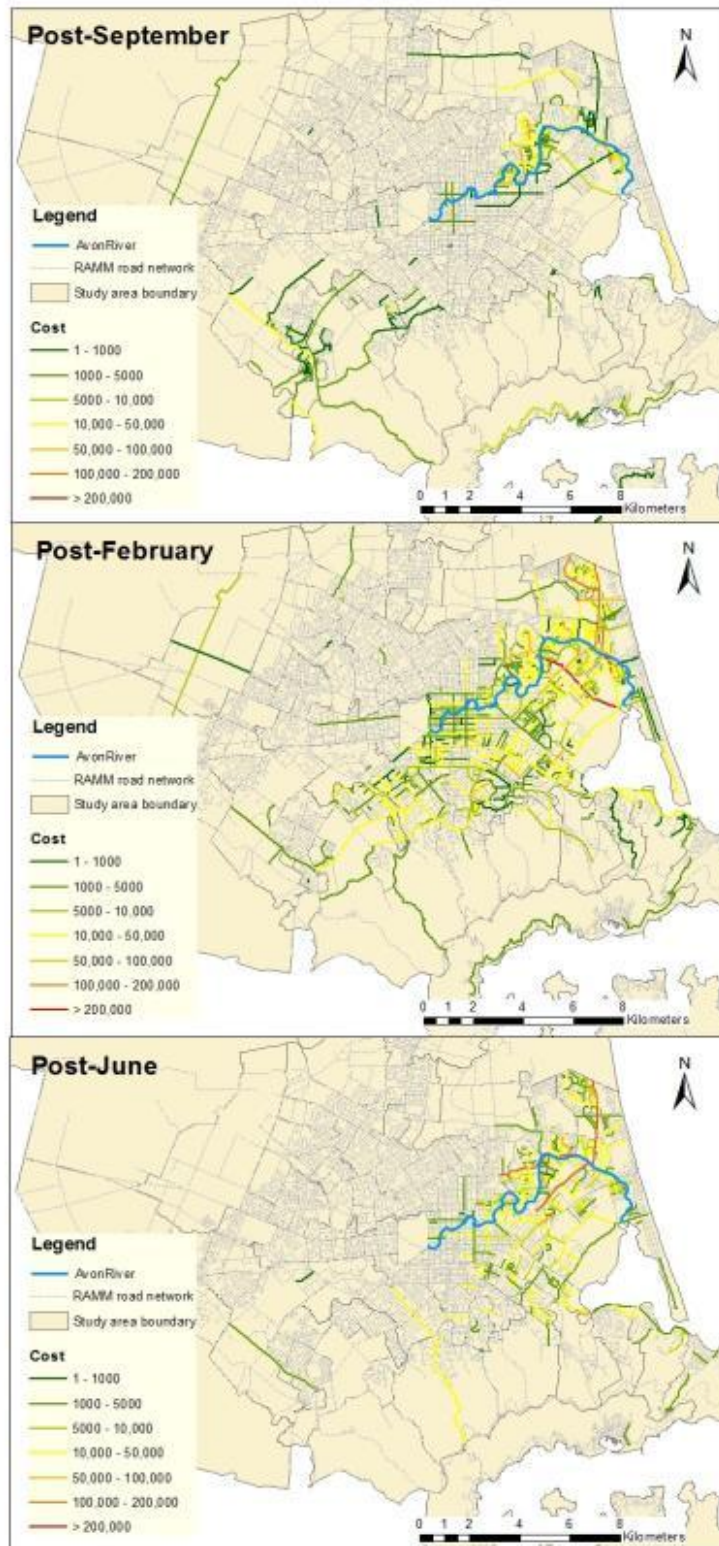 Post-September
N
Legend
AvonRiver
RAMM road network
Study area boundary
Cost
1 - 1000
1000 - 5000
5000 - 10,000
10,000 - 50,000
50,000 - 100,000
100,000 - 200,000
> 200,000
0 1 2 4 6 8
Kilometers
Post-February
N
Legend
AvonRiver
RAMM road network
Study area boundary
Cost
1 - 1000
1000 - 5000
5000 - 10,000
10,000 - 50,000
50,000 - 100,000
100,000 - 200,000
> 200,000
0 1 2 4 6 8
Kilometers
Post-June
N
Legend
AvonRiver
RAMM road network
Study area boundary
Cost
1 - 1000
1000 - 5000
5000 - 10,000
10,000 - 50,000
50,000 - 100,000
100,000 - 200,000
> 200,000
0 1 2 4 6 8
Kilometers